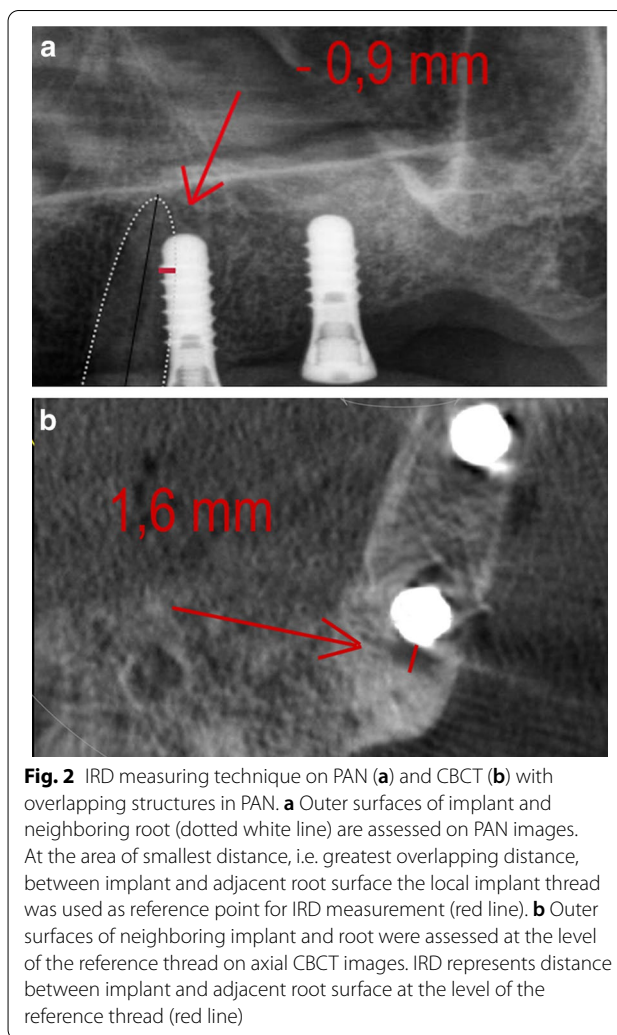 a
- 0,9 mm
b
1,6 mm
Fig. 2 IRD measuring technique on PAN (a) and CBCT (b) with
overlapping structures in PAN. a Outer surfaces of implant and
neighboring root (dotted white line) are assessed on PAN images.
At the area of smallest distance, i.e. greatest overlapping distance,
between implant and adjacent root surface the local implant thread
was used as reference point for IRD measurement (red line). b Outer
surfaces of neighboring implant and root were assessed at the level
of the reference thread on axial CBCT images. IRD represents distance
between implant and adjacent root surface at the level of the
reference thread (red line)